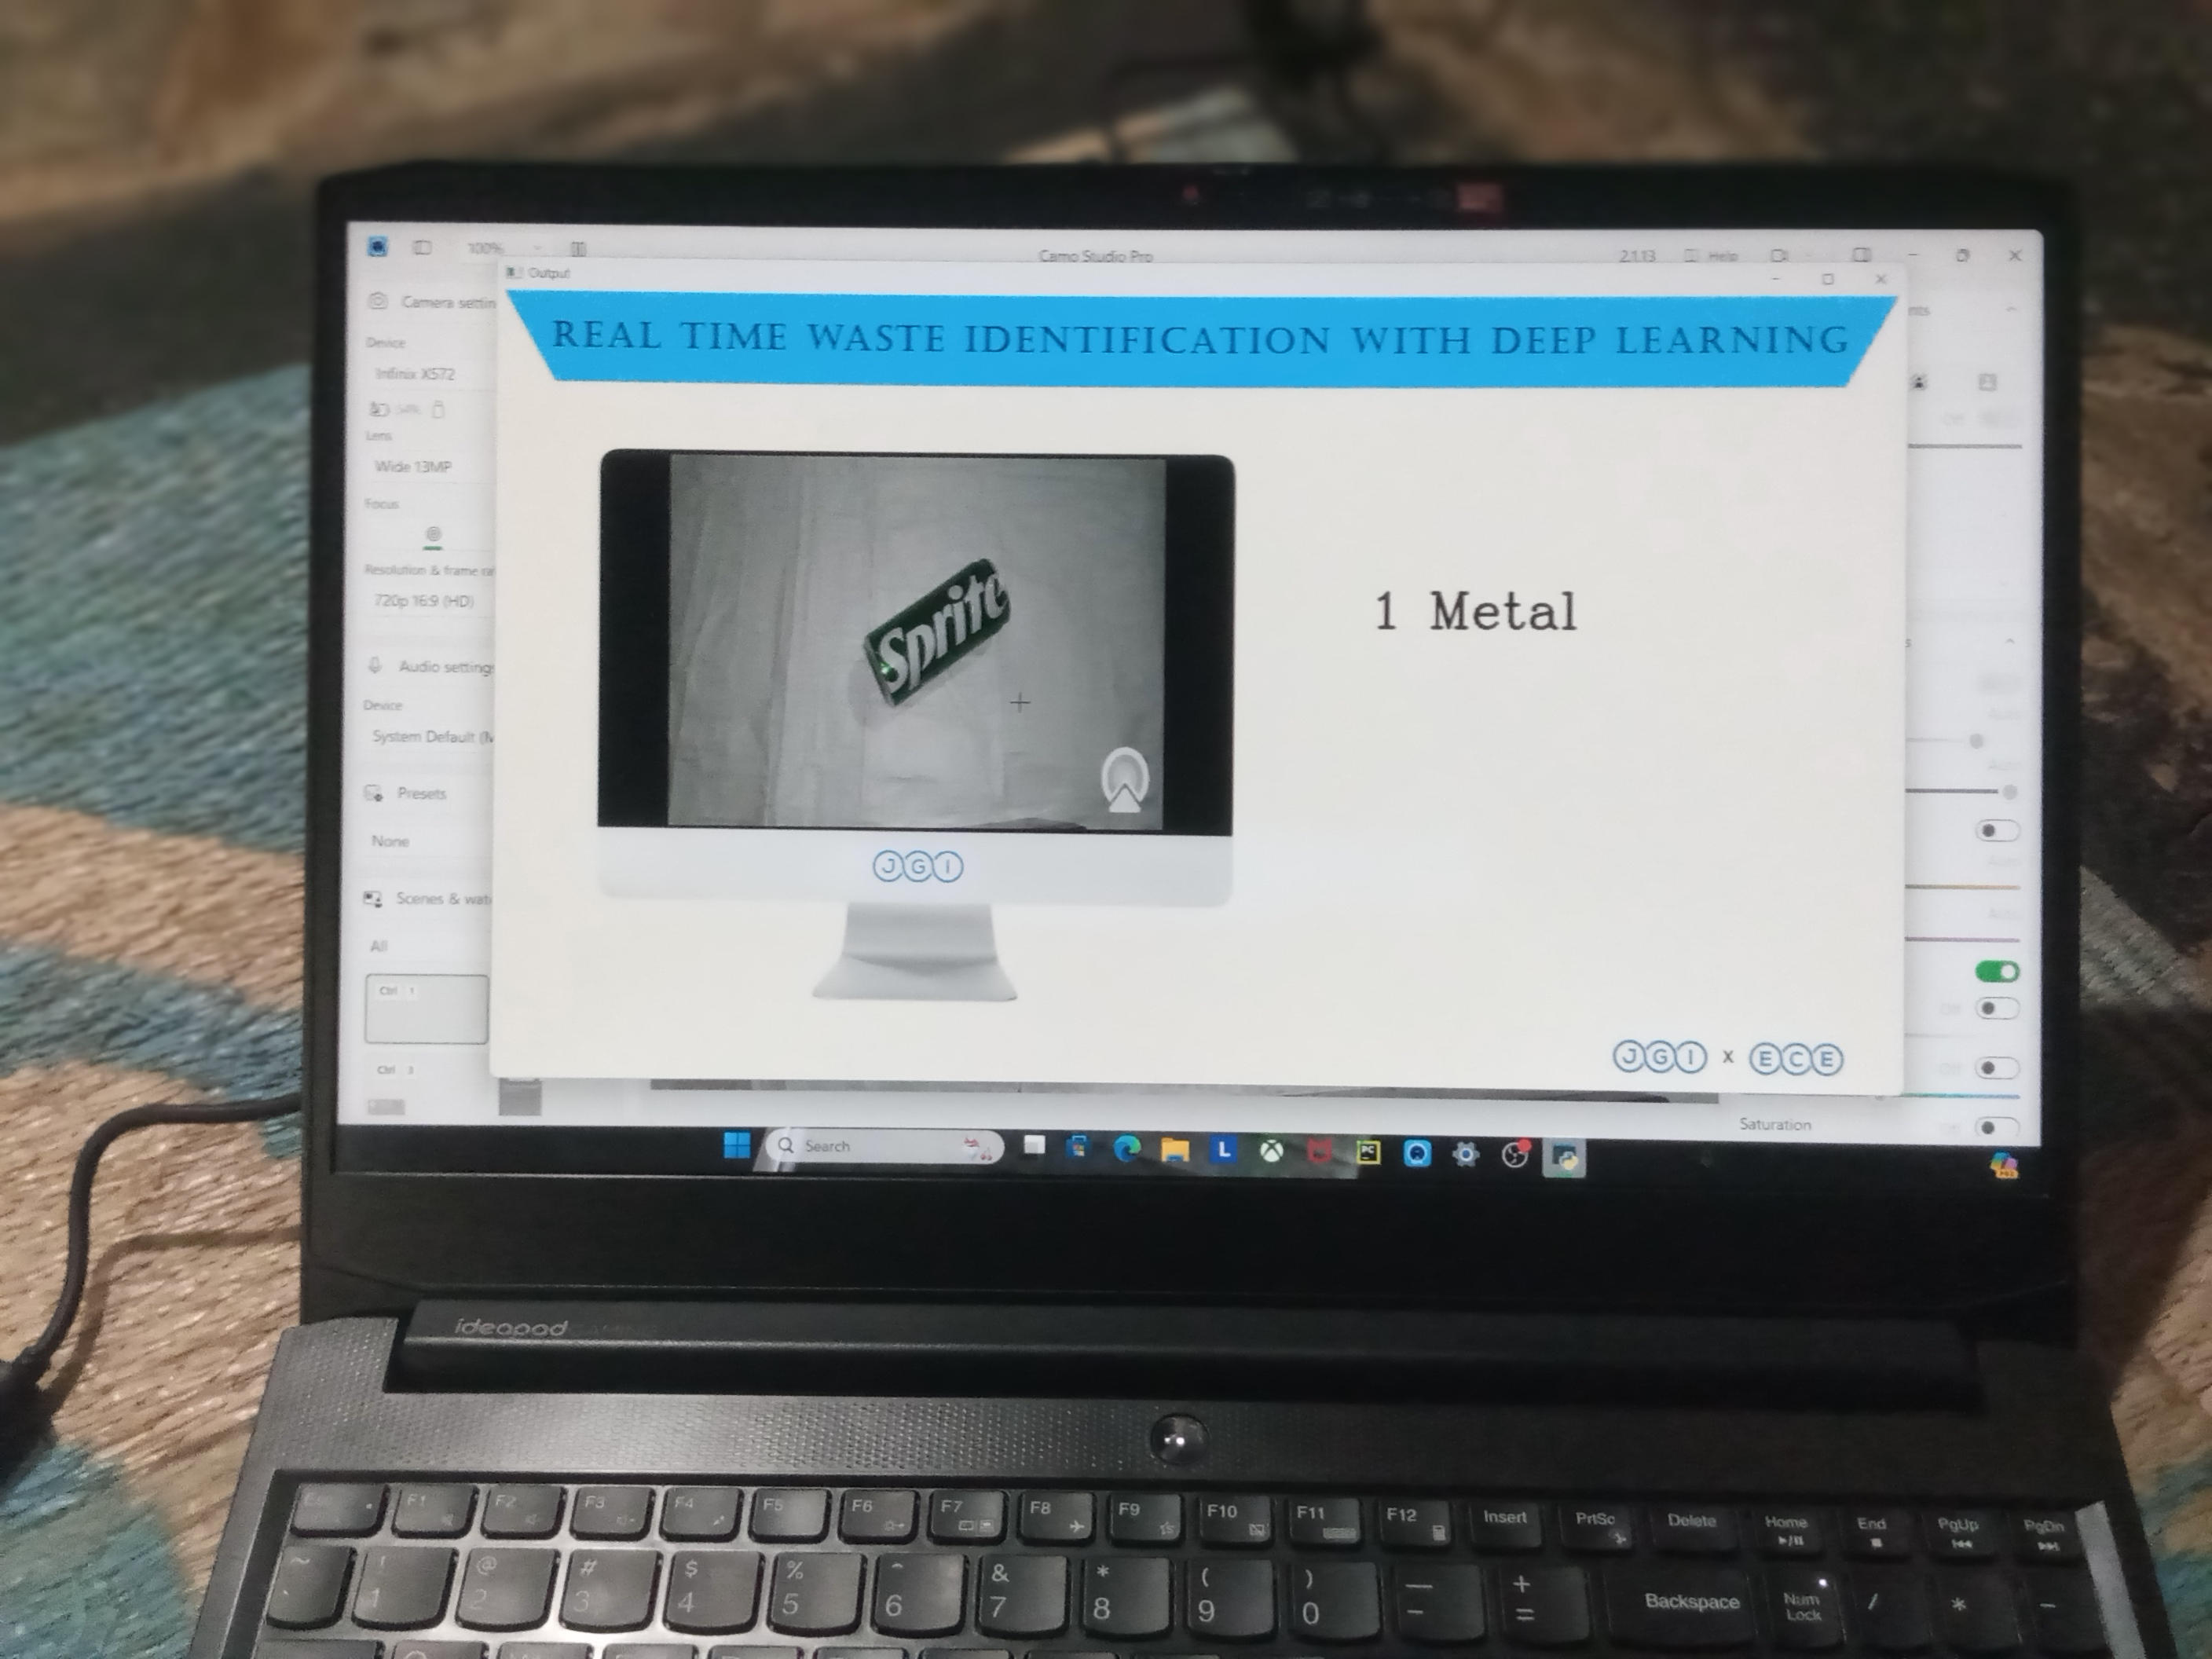 100%
Camo Studio Pro
2.1.13
Help
Output
Camera settin
REAL TIME WASTE IDENTIFICATION WITH DEEP LEARNING
nts
Device
Infinix X572
54%
Lens
Wide 13MP
Focus
Resolution & frame ra
720p 16:9 (HD)
Sprite
1 Metal
Audio setting
Device
System Default (M
Presets
None
JGI
Scenes & wat
All
Ctrl 1
Ctrl 3
JGI x ECE
Saturation
Search
L
PC
ideapad
Esc F1 F2 F3 F4 F5 F6 F7 F8 F9 F10 F11 F12 Insert PrtSc Delete Home End PgUp PgDn
~ ! @ # $ % ^ & * ( ) — +
` 1 2 3 4 5 6 7 8 9 0 - = Backspace Num Lock / * -